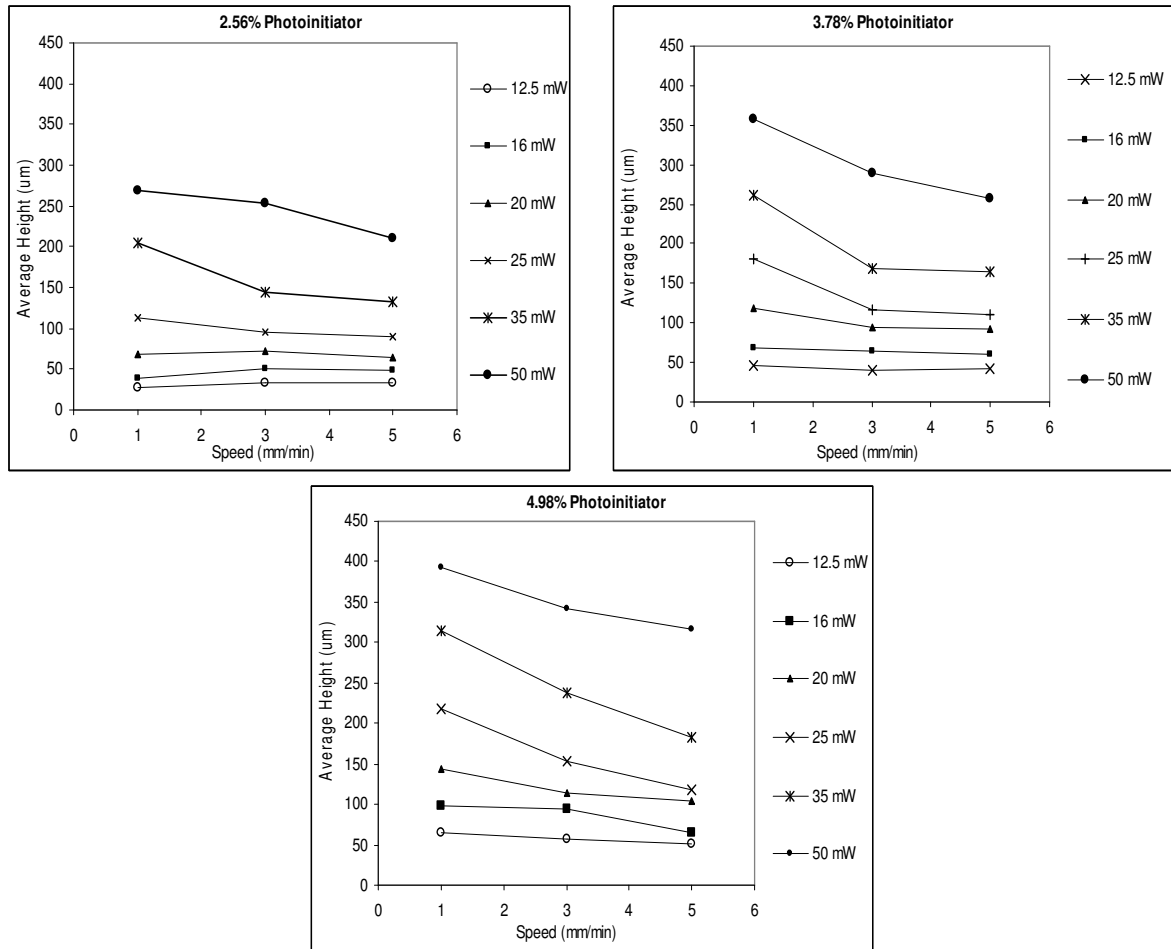 2.56% Photoinitiator
450
400
350
300
250
200
150
100
50
0
Average Height (um)
0 1 2 3 4 5 6
Speed (mm/min)
12.5 mW
16 mW
20 mW
25 mW
35 mW
50 mW
3.78% Photoinitiator
450
400
350
300
250
200
150
100
50
0
Average Height (um)
0 1 2 3 4 5 6
Speed (mm/min)
12.5 mW
16 mW
20 mW
25 mW
35 mW
50 mW
4.98% Photoinitiator
450
400
350
300
250
200
150
100
50
0
Average Height (um)
0 1 2 3 4 5 6
Speed (mm/min)
12.5 mW
16 mW
20 mW
25 mW
35 mW
50 mW